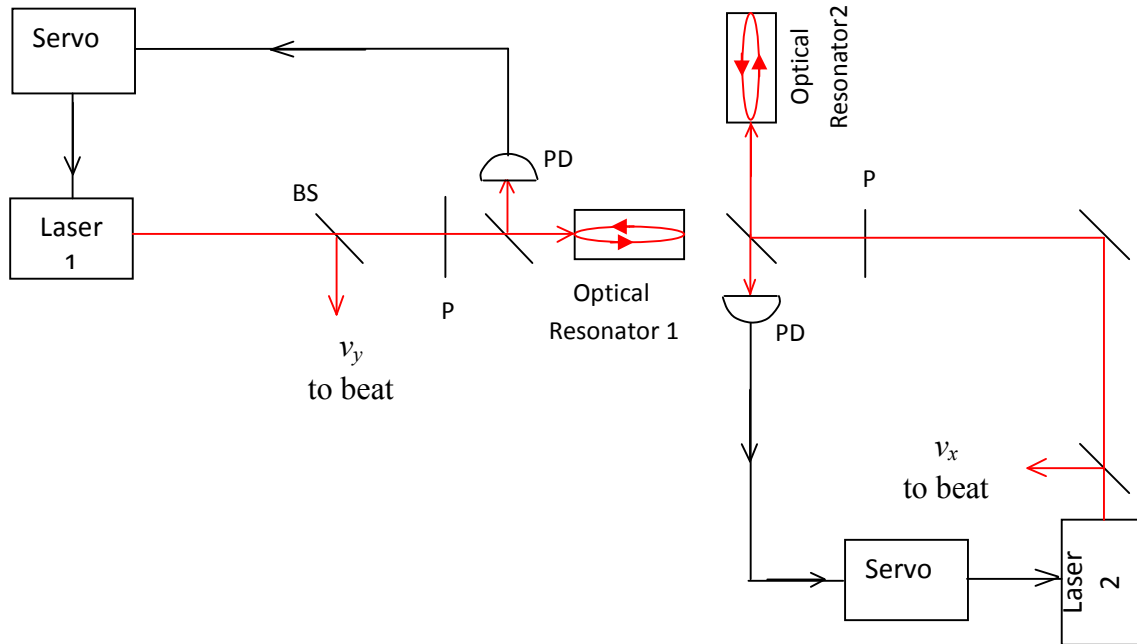 Servo
Laser
1
BS
P
PD
Optical
Resonator 1
v_y
to beat
Optical
Resonator2
P
PD
v_x
to beat
Servo
Laser
2